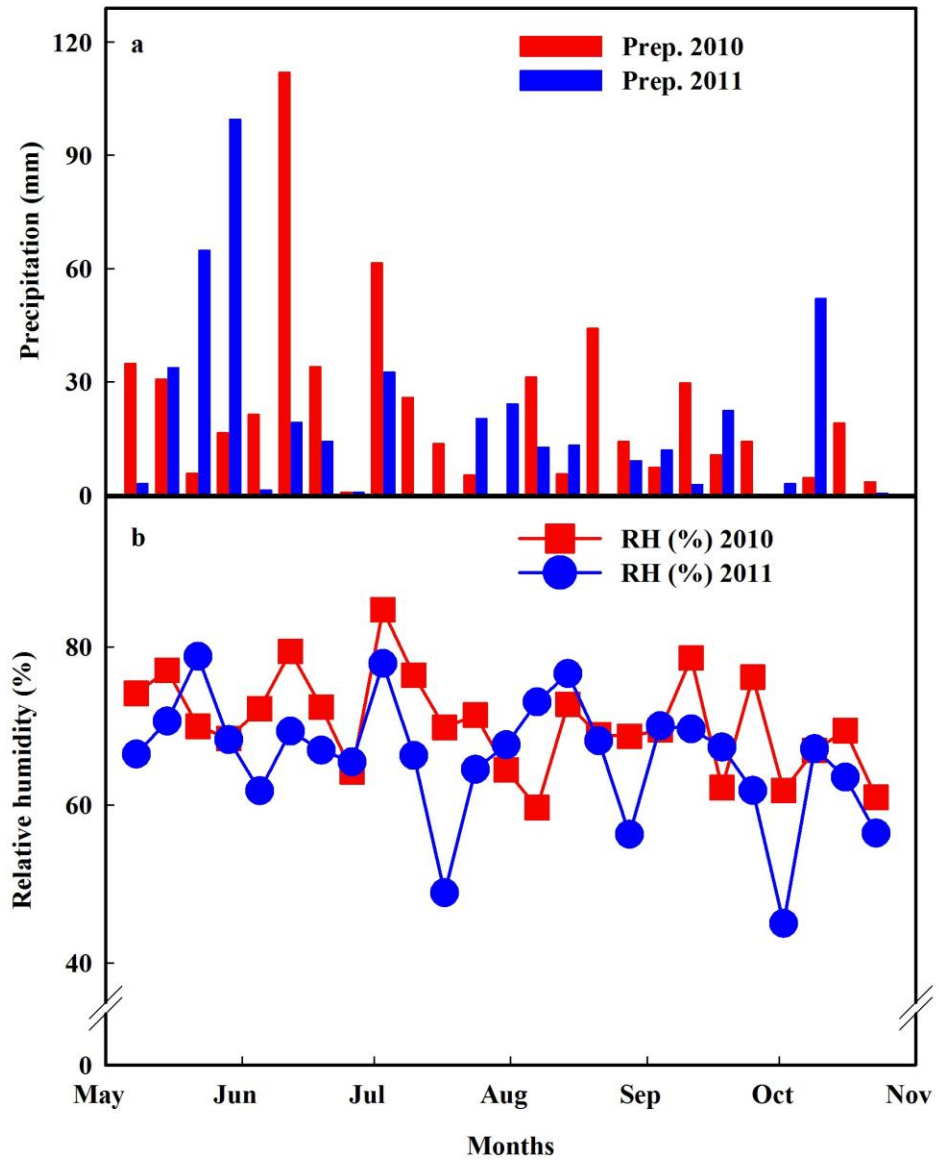 a
Prep. 2010
Prep. 2011
Precipitation (mm)
120
90
60
30
0
b
RH (%) 2010
RH (%) 2011
Relative humidity (%)
80
60
40
0
May Jun Jul Aug Sep Oct Nov
Months